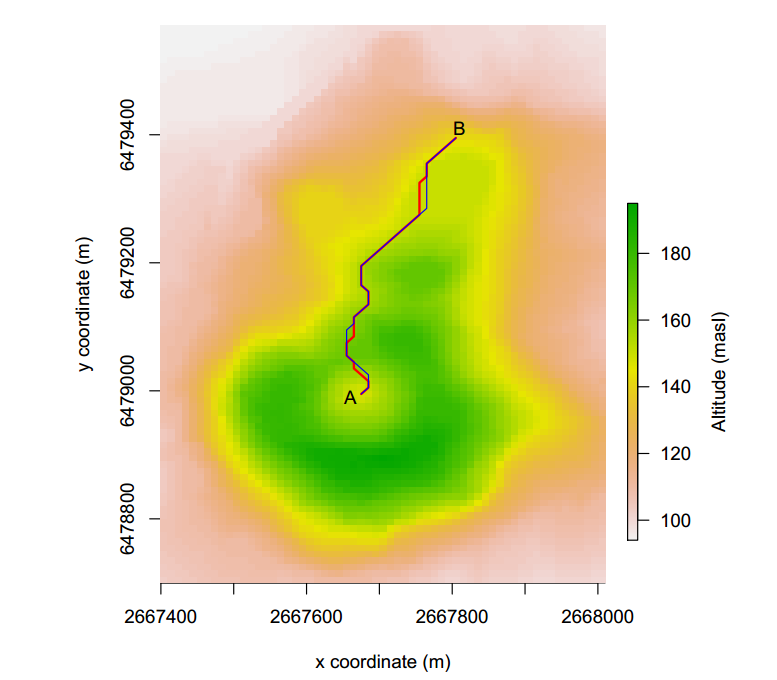 B
A
6479400
6479200
6479000
6478800
y coordinate (m)
2667400
2667600
2667800
2668000
x coordinate (m)
180
160
140
120
100
Altitude (masl)